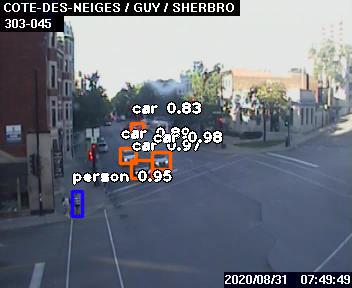 COTE-DES-NEIGES / GUY / SHERBRO
303-045
car 0.83
car 0.98
car 0.97
person 0.95
2020/08/31 07:49:49